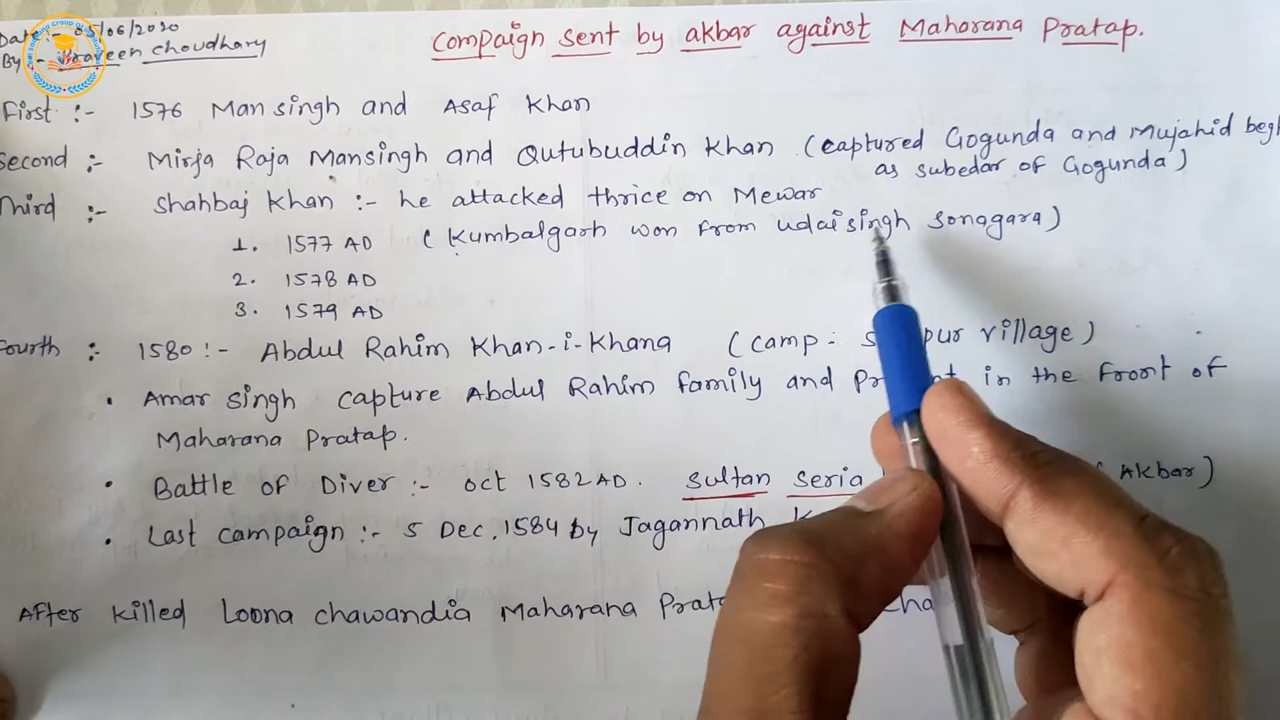 Date:- /06/2020
By :- Praveen choudhary
Compaign sent by akbar against Maharana Pratap.
First :- 1576 Mansingh and Asaf Khan
Second :- Mirja Raja Mansingh and Qutubuddin Khan (captured Gogunda and Mujahid begh
as subedar of Gogunda)
Third :- Shahbaj Khan :- he attacked thrice on Mewar
1. 1577 AD ( Kumbalgarh won from udaisingh sonagara)
2. 1578 AD
3. 1579 AD
Fourth : 1580 :- Abdul Rahim Khan-i-Khana (camp : pur village)
• Amar singh capture Abdul Rahim family and in the front of
Maharana Pratap.
• Battle of Diver :- oct 1582 AD. Sultan Seria Akbar)
• Last campaign :- 5 Dec. 1584 by Jagannath
After killed Loona chawandia Maharana